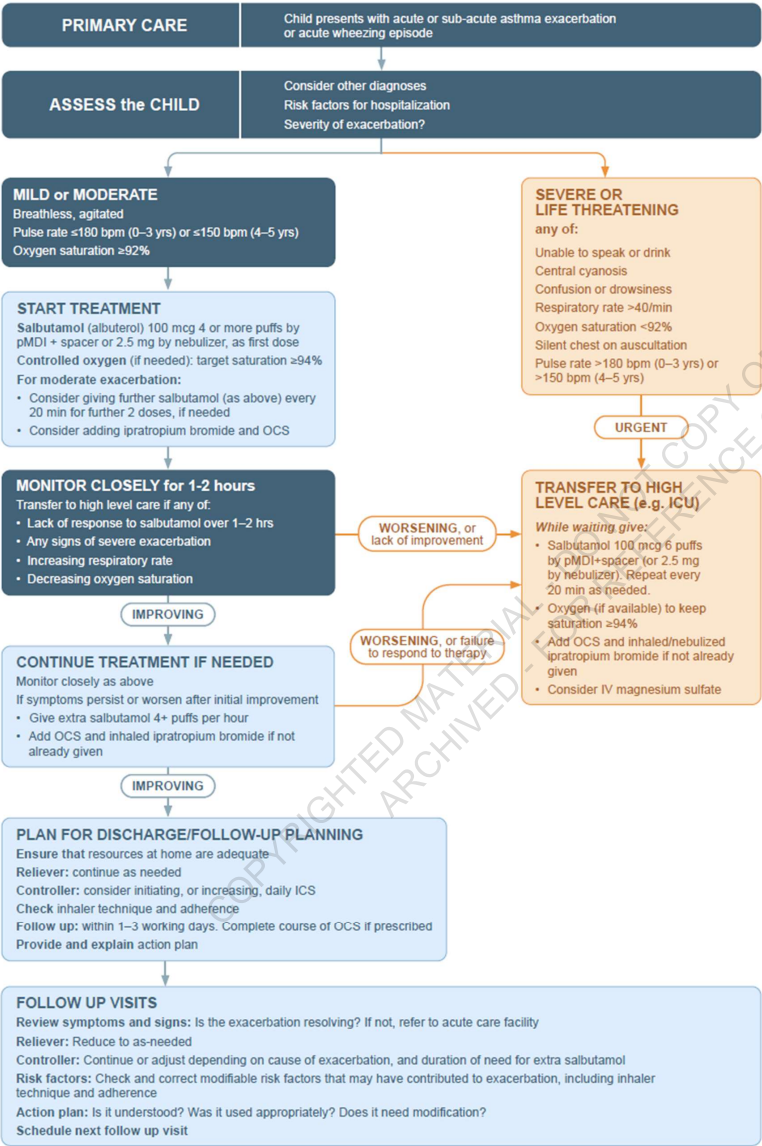 PRIMARY CARE
Child presents with acute or sub-acute asthma exacerbation
or acute wheezing episode
ASSESS the CHILD
Consider other diagnoses
Risk factors for hospitalization
Severity of exacerbation?
MILD or MODERATE
Breathless, agitated
Pulse rate ≤180 bpm (0–3 yrs) or ≤150 bpm (4–5 yrs)
Oxygen saturation ≥92%
SEVERE OR
LIFE THREATENING
any of:
Unable to speak or drink
Central cyanosis
Confusion or drowsiness
Respiratory rate >40/min
Oxygen saturation <92%
Silent chest on auscultation
Pulse rate >180 bpm (0–3 yrs) or
>150 bpm (4–5 yrs)
START TREATMENT
Salbutamol (albuterol) 100 mcg 4 or more puffs by
pMDI + spacer or 2.5 mg by nebulizer, as first dose
Controlled oxygen (if needed): target saturation ≥94%
For moderate exacerbation:
• Consider giving further salbutamol (as above) every
20 min for further 2 doses, if needed
• Consider adding ipratropium bromide and OCS
URGENT
MONITOR CLOSELY for 1-2 hours
Transfer to high level care if any of:
• Lack of response to salbutamol over 1–2 hrs
• Any signs of severe exacerbation
• Increasing respiratory rate
• Decreasing oxygen saturation
WORSENING, or
lack of improvement
TRANSFER TO HIGH
LEVEL CARE (e.g. ICU)
While waiting give:
• Salbutamol 100 mcg 6 puffs
by pMDI+spacer (or 2.5 mg
by nebulizer). Repeat every
20 min as needed.
• Oxygen (if available) to keep
saturation ≥94%
• Add OCS and inhaled/nebulized
ipratropium bromide if not already
given
• Consider IV magnesium sulfate
IMPROVING
WORSENING, or failure
to respond to therapy
CONTINUE TREATMENT IF NEEDED
Monitor closely as above
If symptoms persist or worsen after initial improvement
• Give extra salbutamol 4+ puffs per hour
• Add OCS and inhaled ipratropium bromide if not
already given
IMPROVING
PLAN FOR DISCHARGE/FOLLOW-UP PLANNING
Ensure that resources at home are adequate
Reliever: continue as needed
Controller: consider initiating, or increasing, daily ICS
Check inhaler technique and adherence
Follow up: within 1–3 working days. Complete course of OCS if prescribed
Provide and explain action plan
FOLLOW UP VISITS
Review symptoms and signs: Is the exacerbation resolving? If not, refer to acute care facility
Reliever: Reduce to as-needed
Controller: Continue or adjust depending on cause of exacerbation, and duration of need for extra salbutamol
Risk factors: Check and correct modifiable risk factors that may have contributed to exacerbation, including inhaler
technique and adherence
Action plan: Is it understood? Was it used appropriately? Does it need modification?
Schedule next follow up visit
COPYRIGHTED MATERIAL - DO NOT COPY
ARCHIVED - FOR REFERENCE